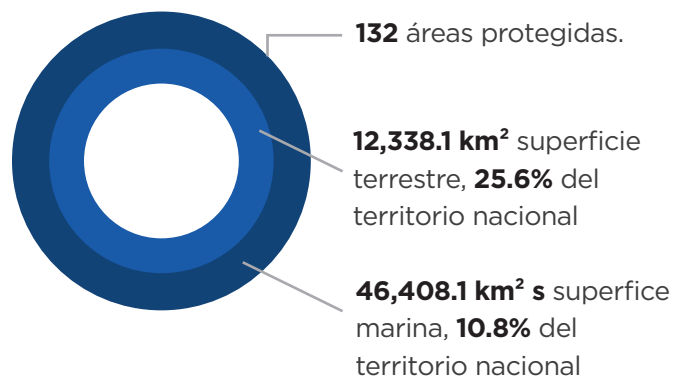 132 áreas protegidas.
12,338.1 km² superficie
terrestre, 25.6% del
territorio nacional
46,408.1 km² s superfice
marina, 10.8% del
territorio nacional